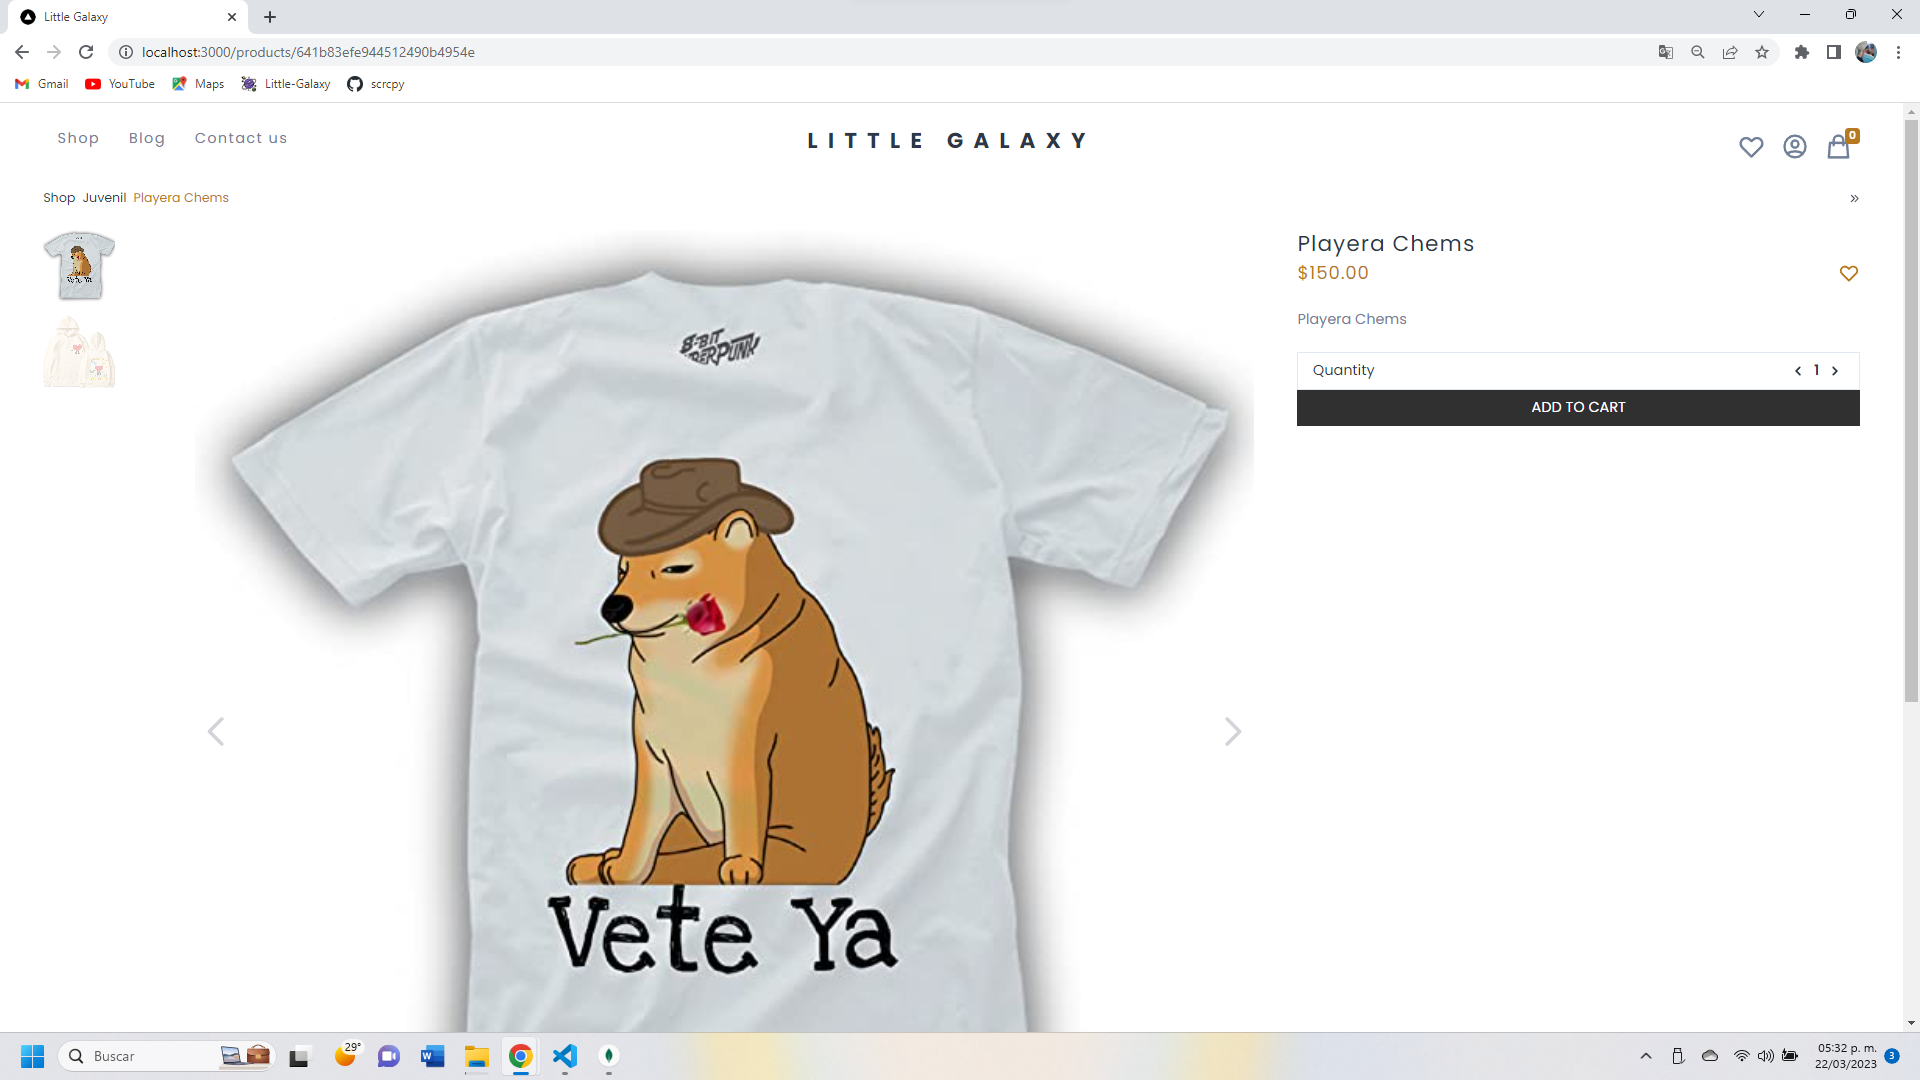 Little Galaxy
localhost:3000/products/641b83efe944512490b4954e
Gmail YouTube Maps Little-Galaxy scrcpy
Shop Blog Contact us
LITTLE GALAXY
0
Shop Juvenil Playera Chems
»
Playera Chems
$150.00
Playera Chems
Quantity
1
ADD TO CART
8-BIT
Vete Ya
Buscar
29°
05:32 p. m.
22/03/2023
3